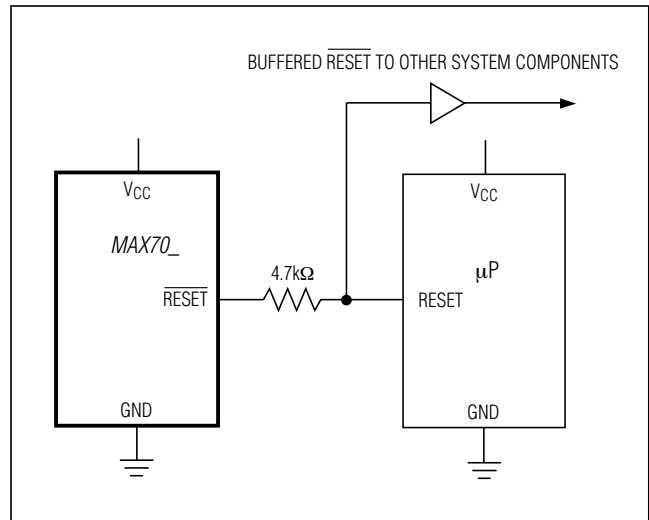 BUFFERED RESET TO OTHER SYSTEM COMPONENTS
VCC
MAX70_
RESET
GND
4.7kΩ
VCC
μP
RESET
GND